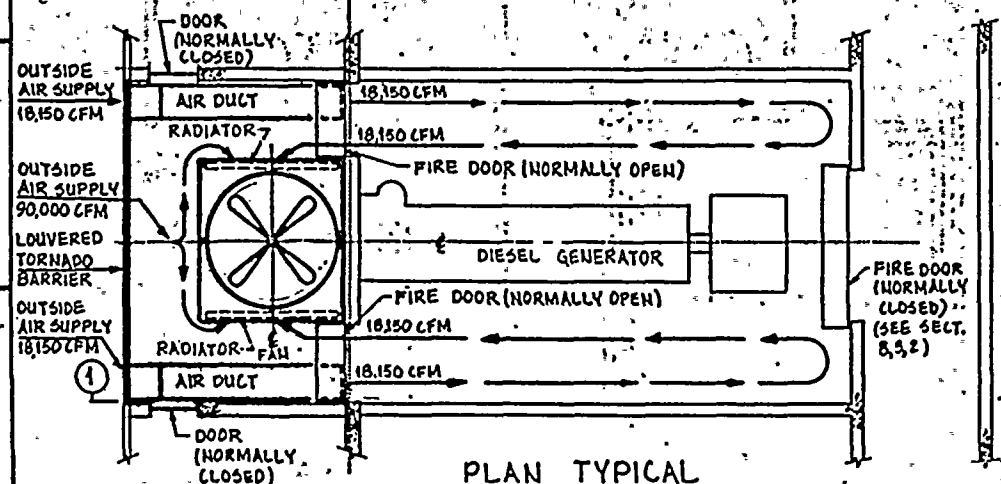 DOOR
(NORMALLY
CLOSED)
OUTSIDE
AIR SUPPLY
18,150 CFM
AIR DUCT
18,150 CFM
RADIATOR
18,150 CFM
FIRE DOOR (NORMALLY OPEN)
OUTSIDE
AIR SUPPLY
90,000 CFM
LOUVERED
TORNADO
BARRIER
DIESEL GENERATOR
FIRE DOOR
(NORMALLY
CLOSED)
(SEE SECT.
8,3,2)
OUTSIDE
AIR SUPPLY
18,150 CFM
FIRE DOOR (NORMALLY OPEN)
18,150 CFM
RADIATOR
FAN
1
AIR DUCT
18,150 CFM
DOOR
(NORMALLY
CLOSED)
PLAN TYPICAL